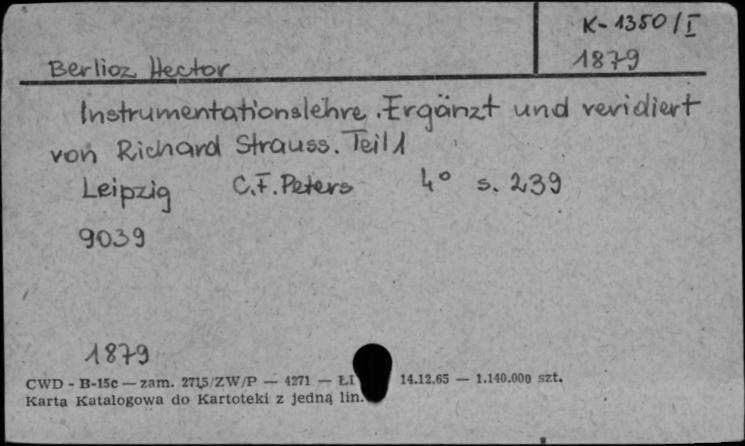 K-1350/I
Berlioz Hector 1879
Instrumentationslehre. Ergänzt und revidiert
von Richard Strauss. Teil 1
Leipzig C.F. Peters 4° s. 239
9039
1879
CWD - B-15c — zam. 2715/ZW/P — 4271 — ŁI 14.12.65 — 1.140.000 szt.
Karta Katalogowa do Kartoteki z jedną lin.